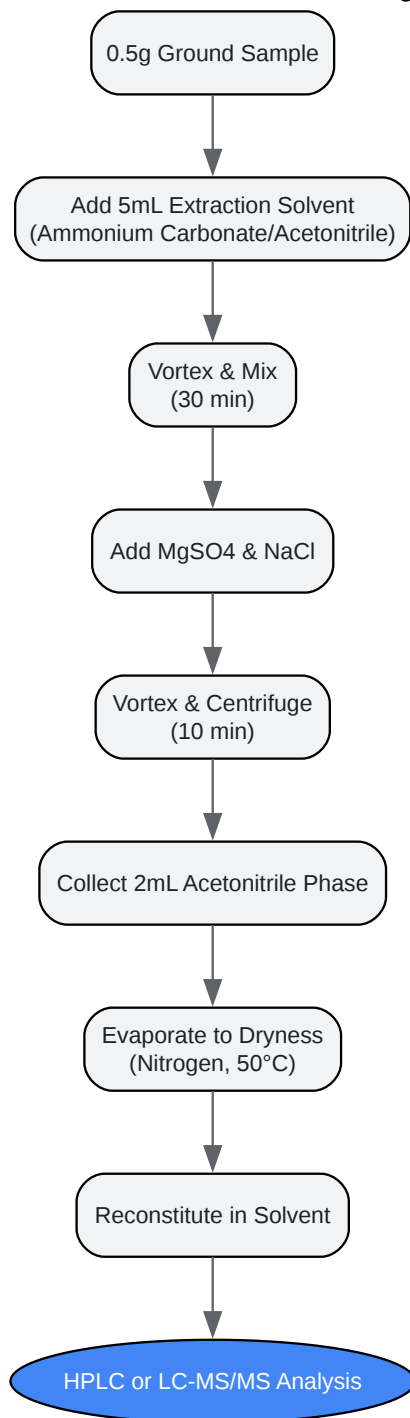 0.5g Ground Sample
Add 5mL Extraction Solvent
(Ammonium Carbonate/Acetonitrile)
Vortex & Mix
(30 min)
Add MgSO4 & NaCl
Vortex & Centrifuge
(10 min)
Collect 2mL Acetonitrile Phase
Evaporate to Dryness
(Nitrogen, 50°C)
Reconstitute in Solvent
HPLC or LC-MS/MS Analysis